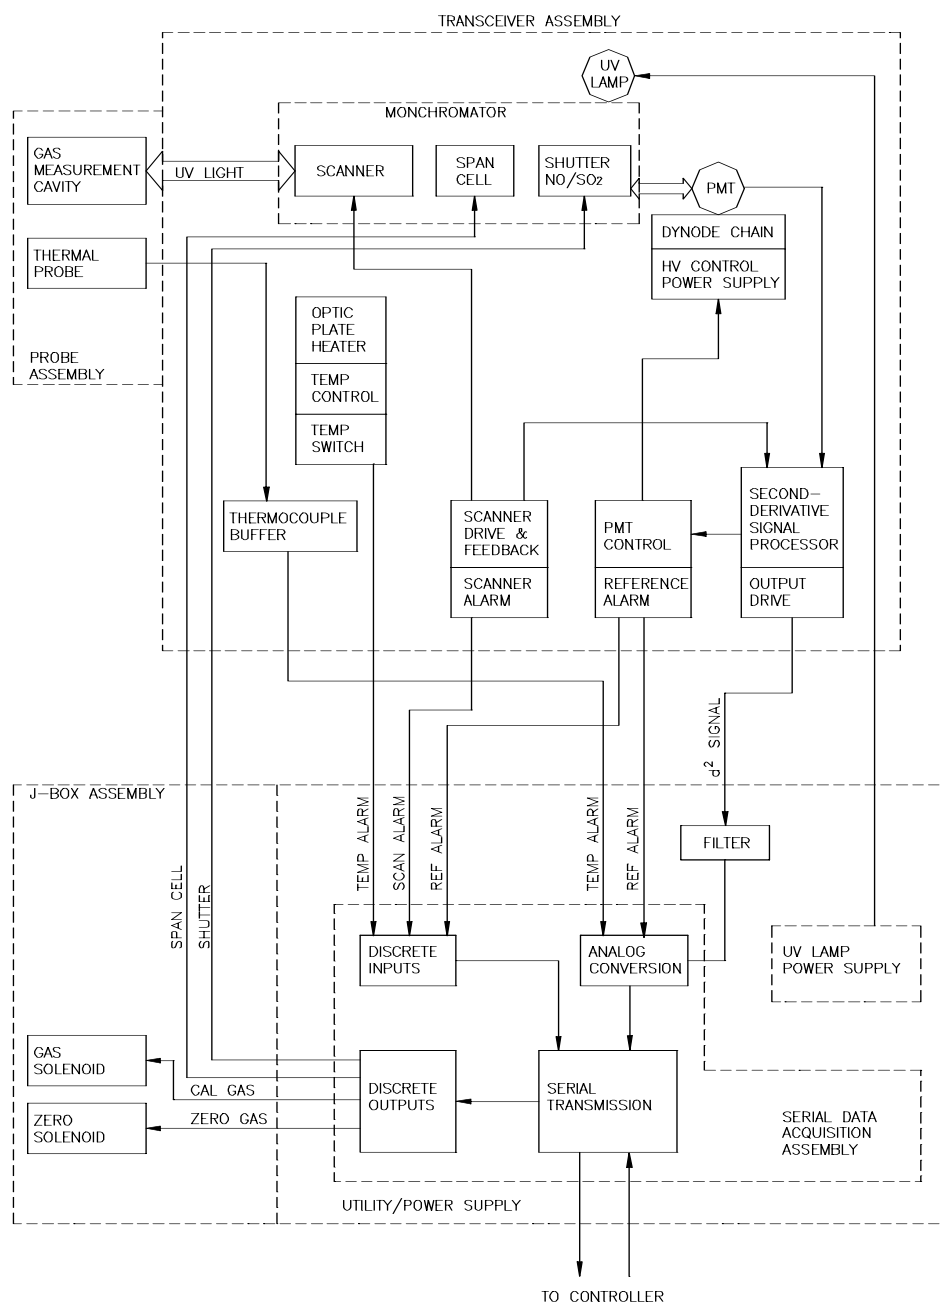 TRANSCEIVER ASSEMBLY
UV
LAMP
MONCHROMATOR
GAS
MEASUREMENT
CAVITY
UV LIGHT
SCANNER
SPAN
CELL
SHUTTER
NO/SO2
PMT
DYNODE CHAIN
HV CONTROL
POWER SUPPLY
THERMAL
PROBE
PROBE
ASSEMBLY
OPTIC
PLATE
HEATER
TEMP
CONTROL
TEMP
SWITCH
THERMOCOUPLE
BUFFER
SCANNER
DRIVE &
FEEDBACK
SCANNER
ALARM
PMT
CONTROL
REFERENCE
ALARM
SECOND-
DERIVATIVE
SIGNAL
PROCESSOR
OUTPUT
DRIVE
d2 SIGNAL
J-BOX ASSEMBLY
SPAN CELL
SHUTTER
TEMP ALARM
SCAN ALARM
REF ALARM
TEMP ALARM
REF ALARM
FILTER
DISCRETE
INPUTS
ANALOG
CONVERSION
UV LAMP
POWER SUPPLY
GAS
SOLENOID
CAL GAS
ZERO
SOLENOID
ZERO GAS
DISCRETE
OUTPUTS
SERIAL
TRANSMISSION
SERIAL DATA
ACQUISITION
ASSEMBLY
UTILITY/POWER SUPPLY
TO CONTROLLER